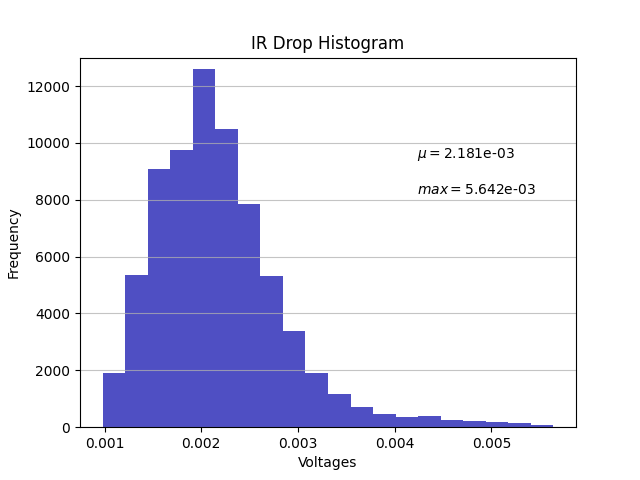 IR Drop Histogram
12000
10000
8000
6000
4000
2000
0
Frequency
μ = 2.181e-03
max = 5.642e-03
0.001 0.002 0.003 0.004 0.005
Voltages